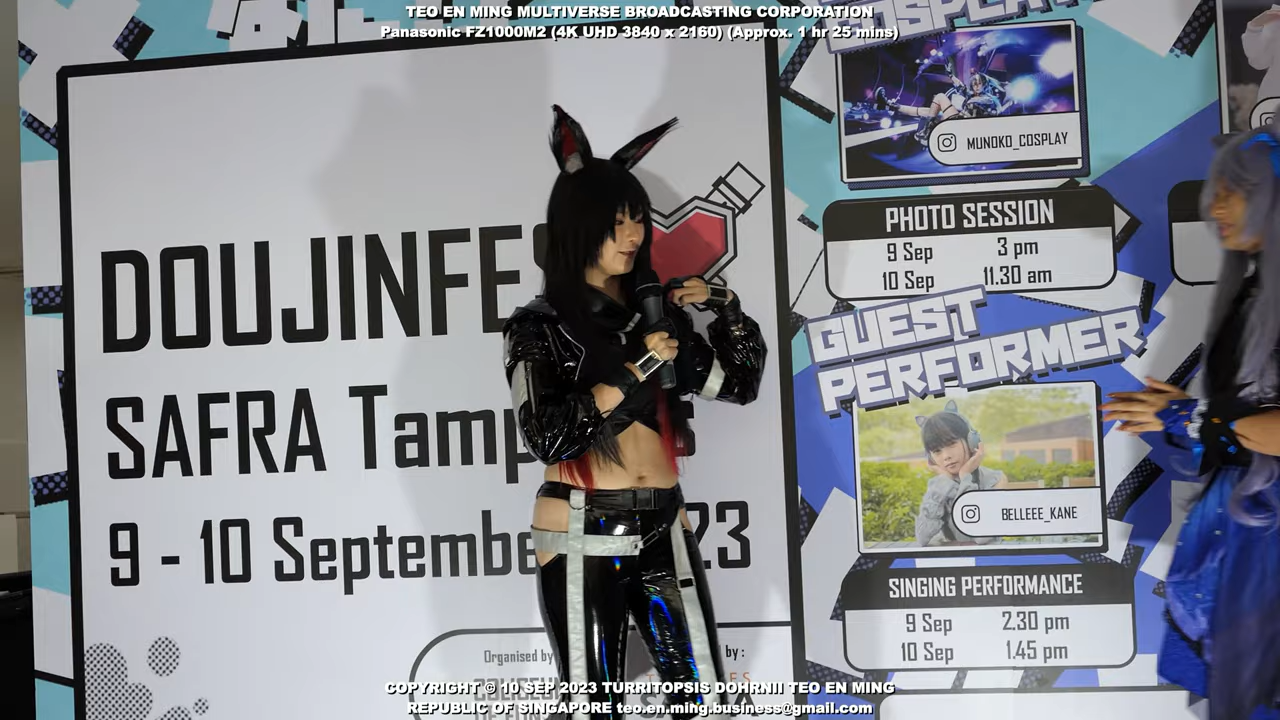 TEO EN MING MULTIVERSE BROADCASTING CORPORATION
Panasonic FZ1000M2 (4K UHD 3840 x 2160) (Approx. 1 hr 25 mins)
COSPLAY
MUNOKO_COSPLAY
PHOTO SESSION
9 Sep 3 pm
10 Sep 11.30 am
DOUJINFES
SAFRA Tamp
9 - 10 Septembe 23
GUEST
PERFORMER
BELLEEE_KANE
SINGING PERFORMANCE
9 Sep 2.30 pm
10 Sep 1.45 pm
Organised by by :
COPYRIGHT © 10 SEP 2023 TURRITOPSIS DOHRNII TEO EN MING
REPUBLIC OF SINGAPORE teo.en.ming.business@gmail.com